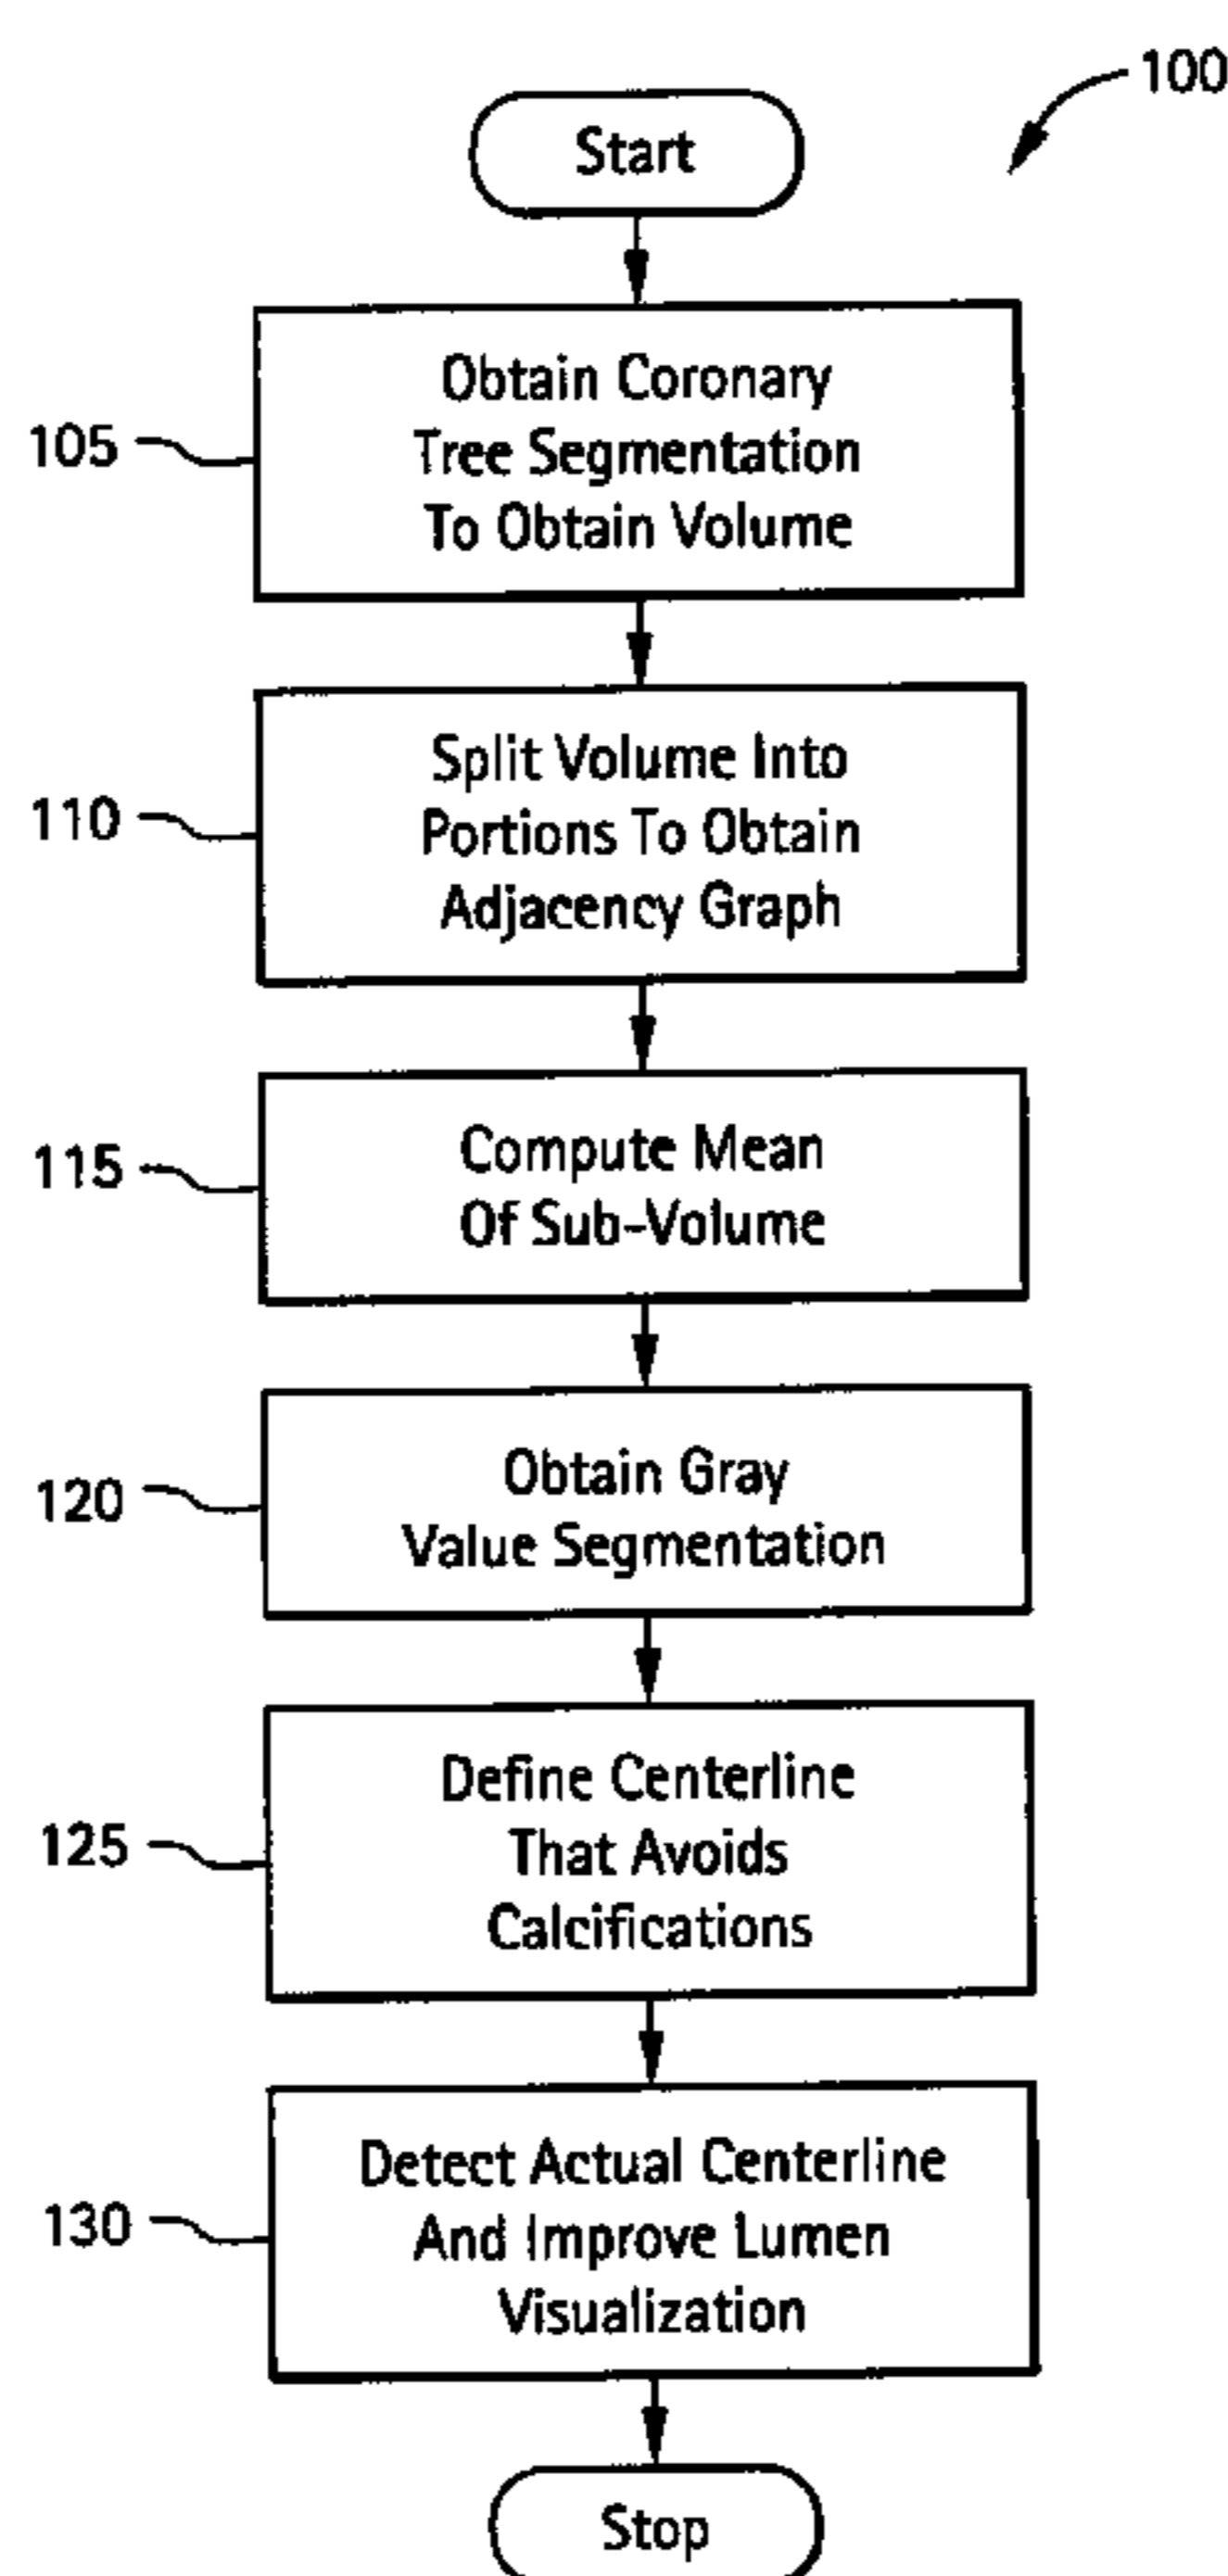 100
Start
Obtain Coronary
Tree Segmentation
To Obtain Volume
105
Split Volume Into
Portions To Obtain
Adjacency Graph
110
Compute Mean
Of Sub-Volume
115
Obtain Gray
Value Segmentation
120
Define Centerline
That Avoids
Calcifications
125
Detect Actual Centerline
And Improve Lumen
Visualization
130
Stop